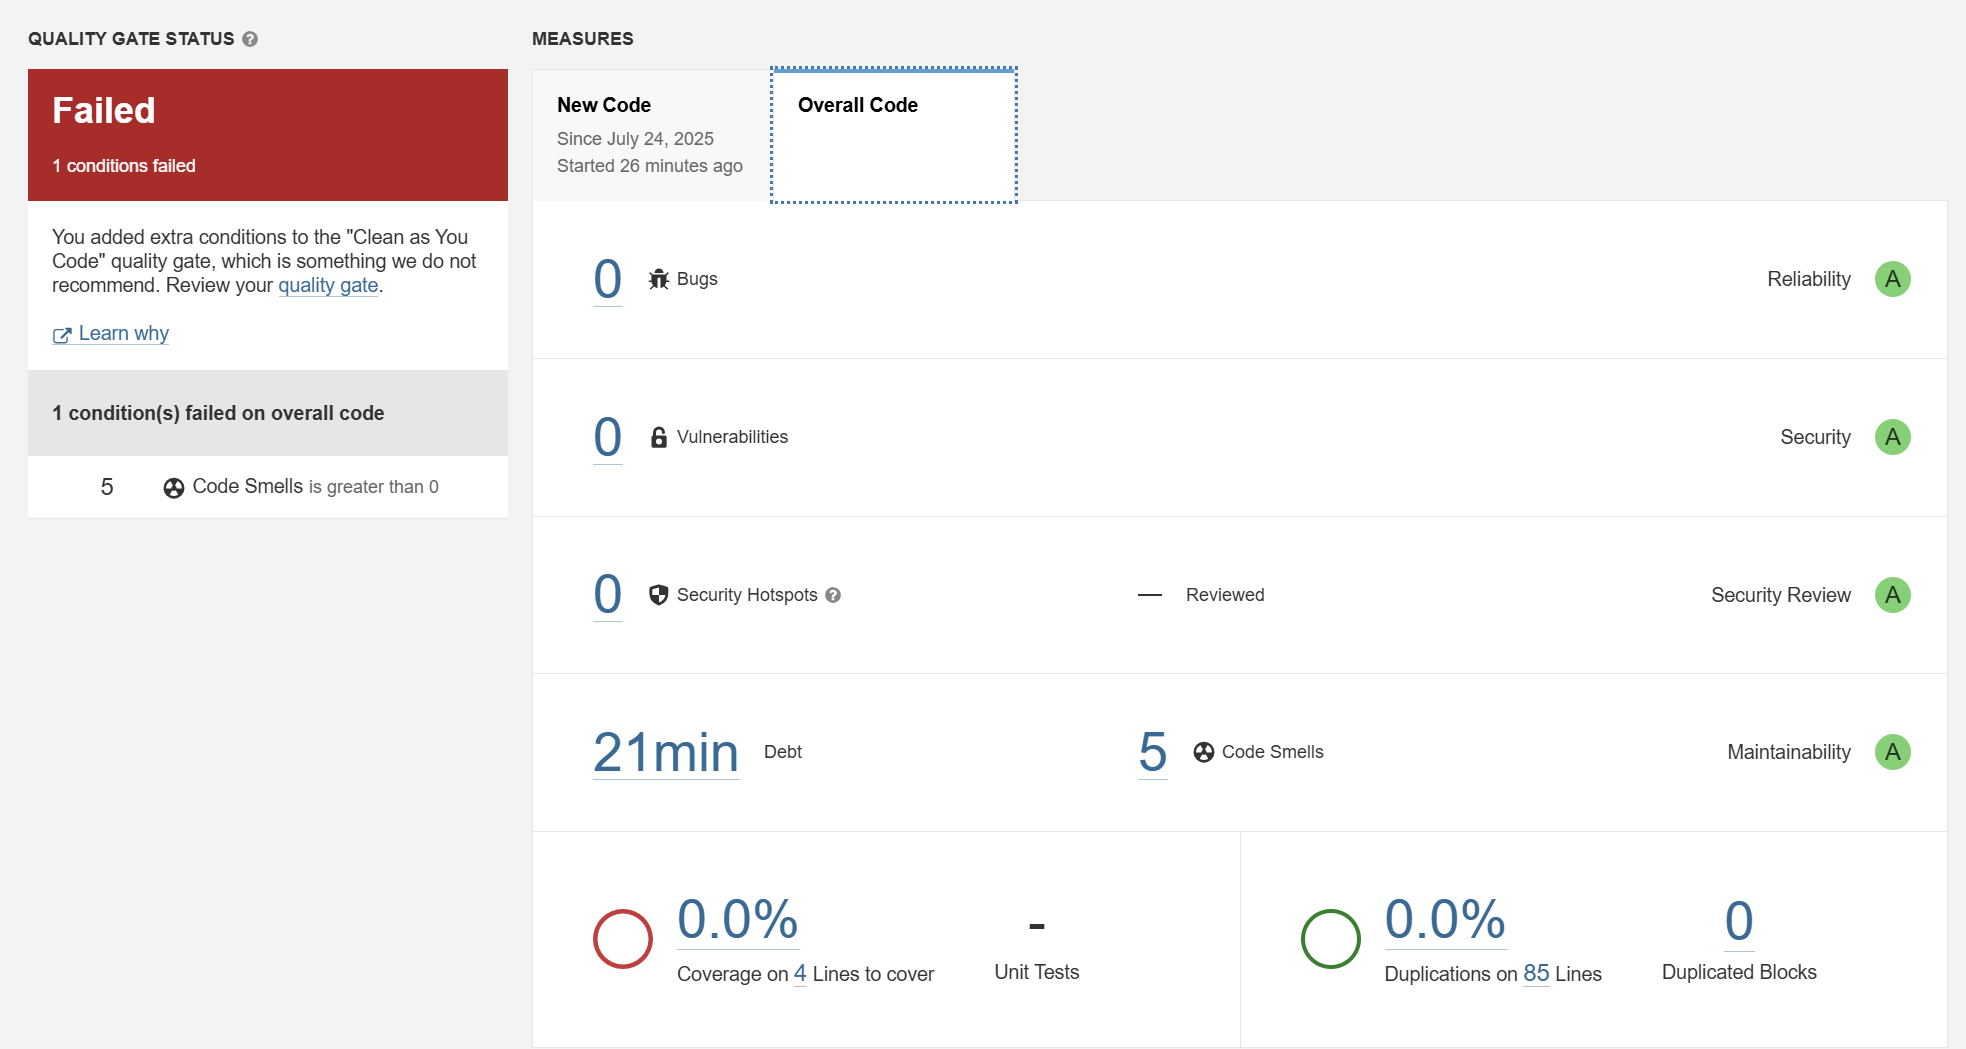 QUALITY GATE STATUS
Failed
1 conditions failed
You added extra conditions to the "Clean as You
Code" quality gate, which is something we do not
recommend. Review your quality gate.
Learn why
1 condition(s) failed on overall code
5 Code Smells is greater than 0
MEASURES
New Code
Since July 24, 2025
Started 26 minutes ago
Overall Code
0 Bugs Reliability A
0 Vulnerabilities Security A
0 Security Hotspots — Reviewed Security Review A
21min Debt 5 Code Smells Maintainability A
0.0%
Coverage on 4 Lines to cover
-
Unit Tests
0.0%
Duplications on 85 Lines
0
Duplicated Blocks